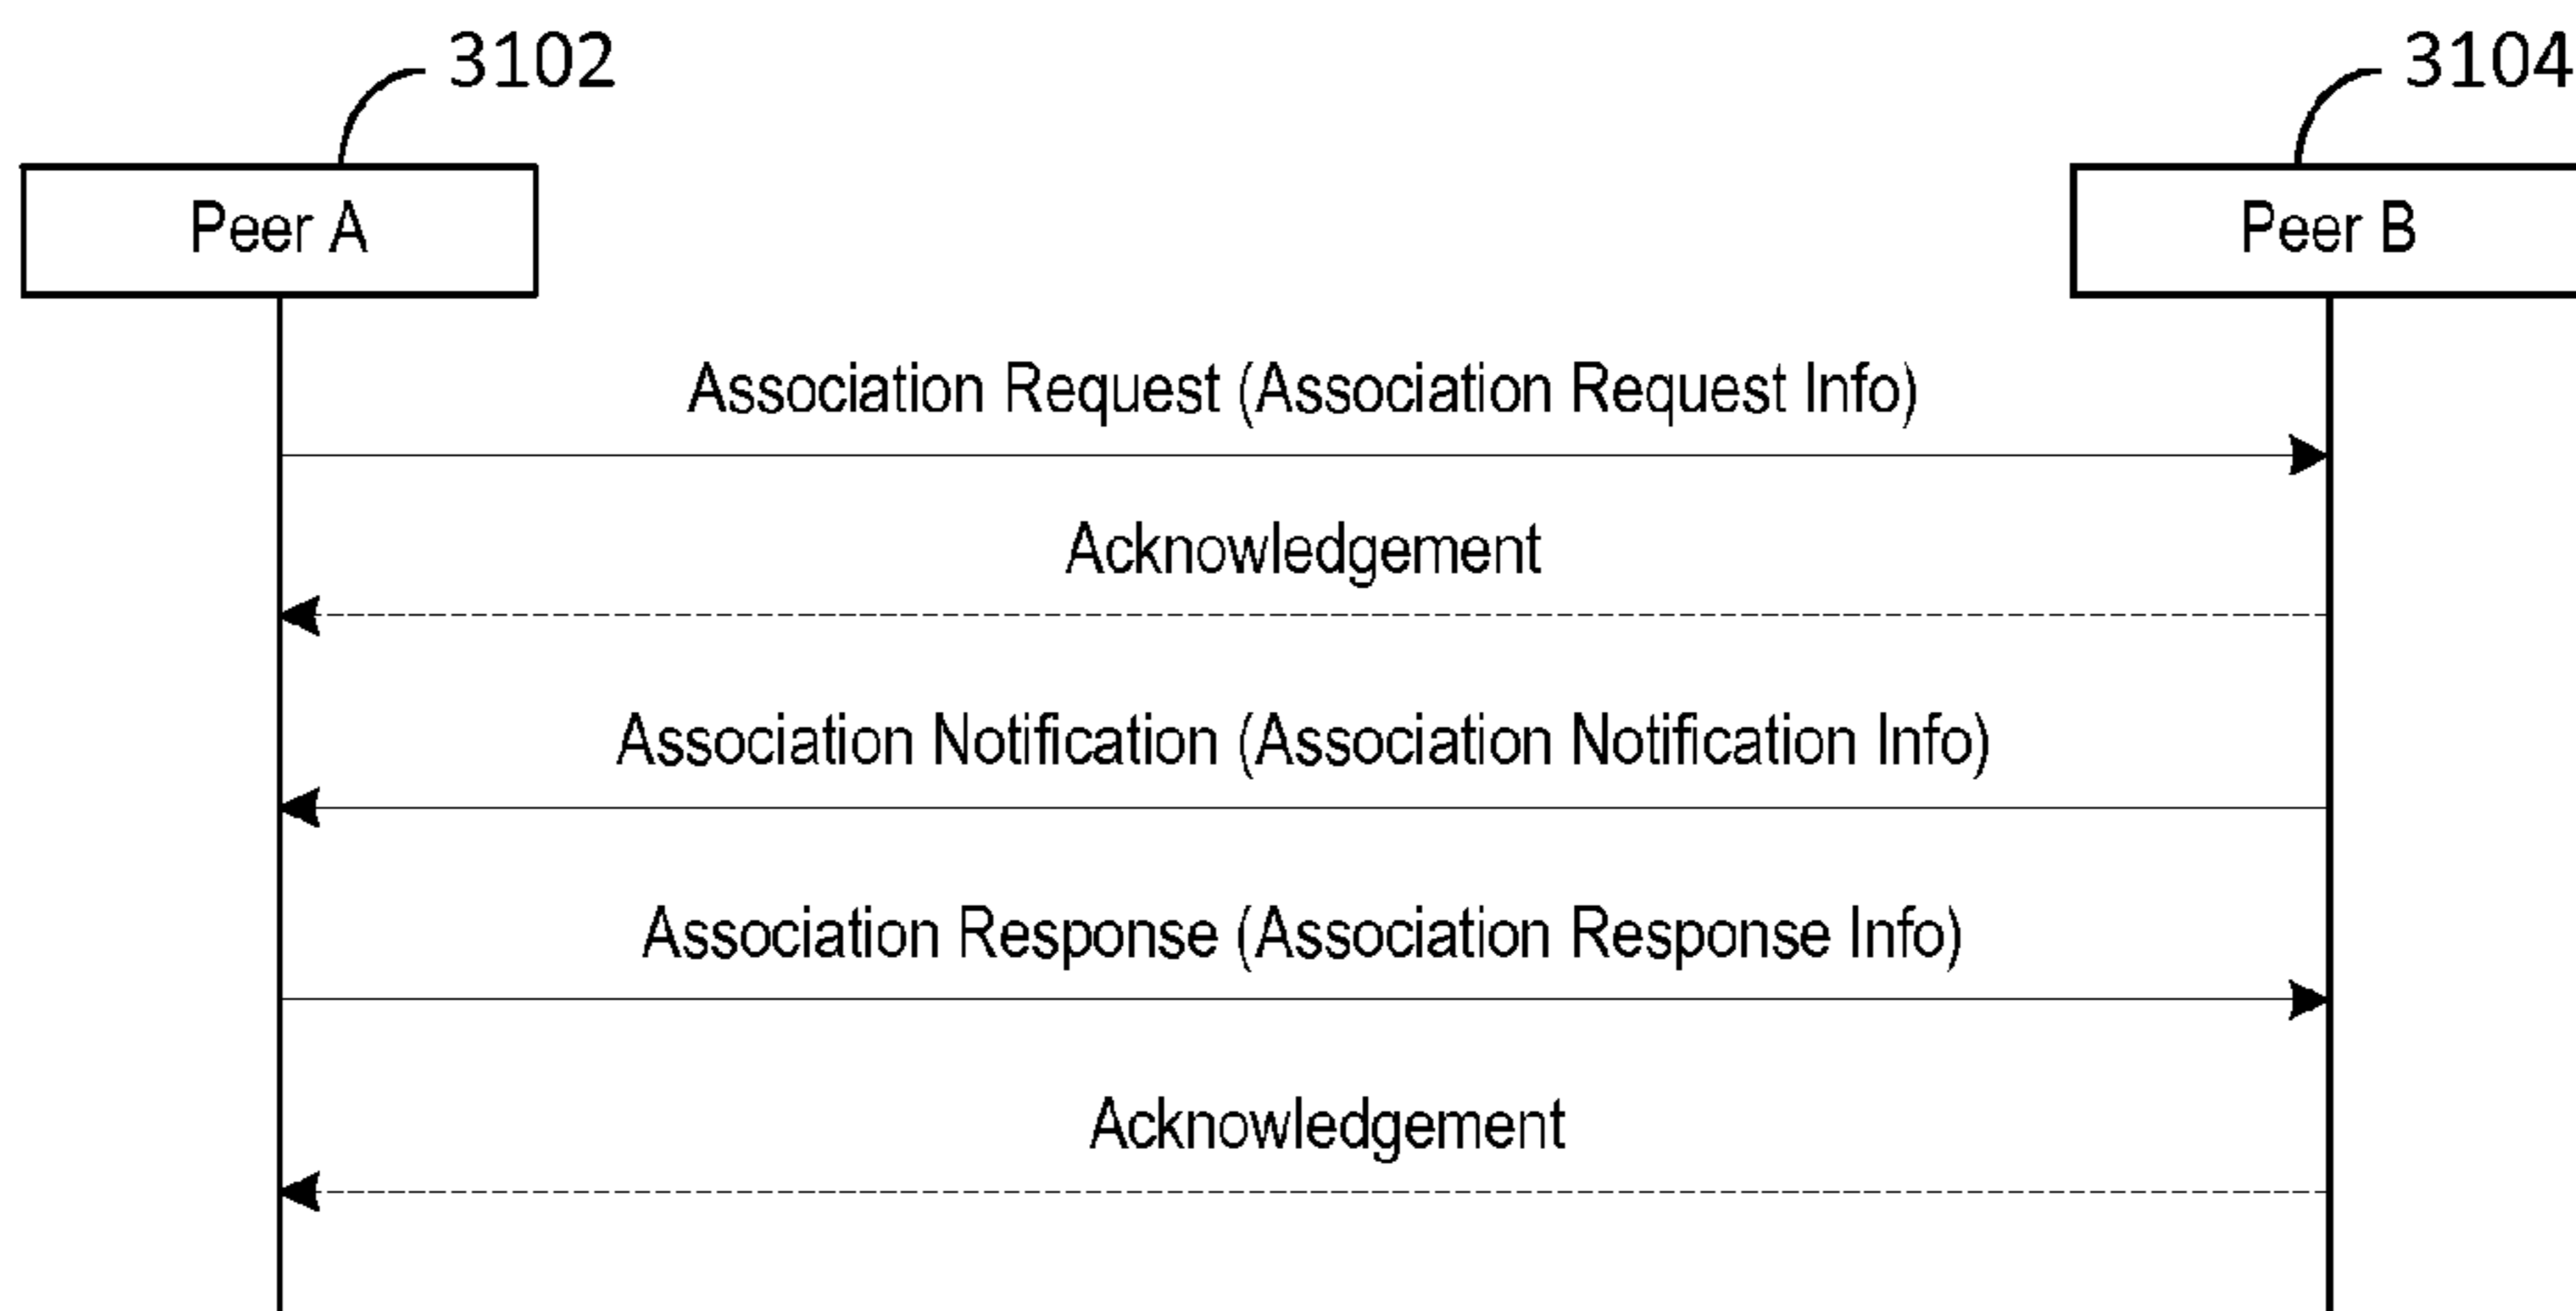 3102
3104
Peer A
Peer B
Association Request (Association Request Info)
Acknowledgement
Association Notification (Association Notification Info)
Association Response (Association Response Info)
Acknowledgement